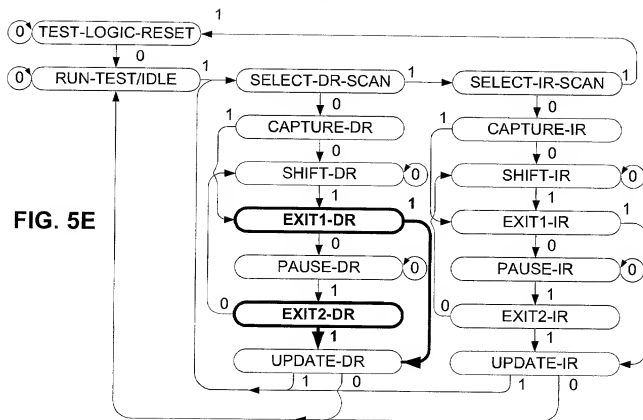 1
0 TEST-LOGIC-RESET
0
0 RUN-TEST/IDLE 1 SELECT-DR-SCAN 1 SELECT-IR-SCAN 1
0 0
1 CAPTURE-DR 1 CAPTURE-IR
0 0
SHIFT-DR 0 SHIFT-IR 0
1 1 1
FIG. 5E EXIT1-DR EXIT1-IR 1
0 0
PAUSE-DR 0 PAUSE-IR 0
1 1
0 EXIT2-DR 0 EXIT2-IR
1 1
UPDATE-DR UPDATE-IR
1 0 1 0